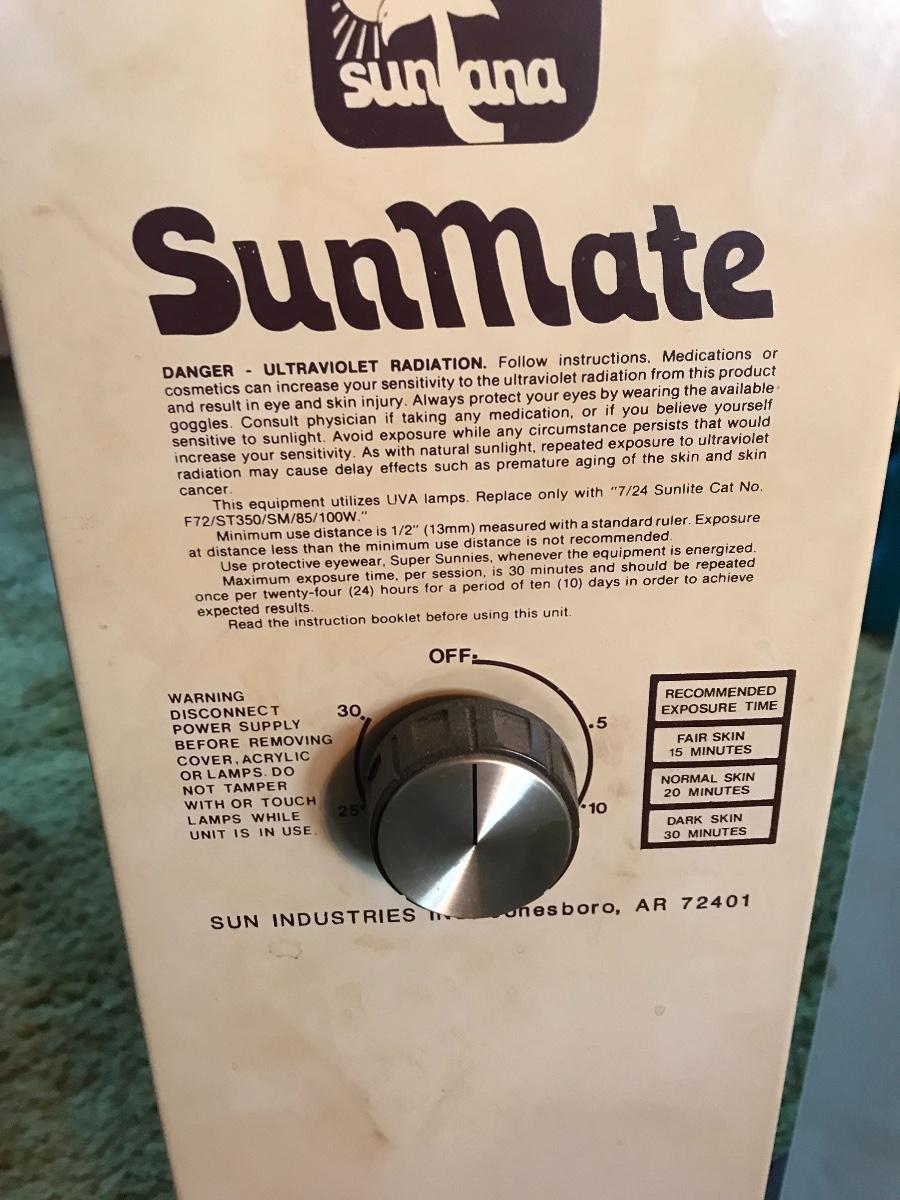 suntana
SunMate
DANGER - ULTRAVIOLET RADIATION. Follow instructions. Medications or
cosmetics can increase your sensitivity to the ultraviolet radiation from this product
and result in eye and skin injury. Always protect your eyes by wearing the available
goggles. Consult physician if taking any medication, or if you believe yourself
sensitive to sunlight. Avoid exposure while any circumstance persists that would
increase your sensitivity. As with natural sunlight, repeated exposure to ultraviolet
radiation may cause delay effects such as premature aging of the skin and skin
cancer.
This equipment utilizes UVA lamps. Replace only with "7/24 Sunlite Cat No.
F72/ST350/SM/85/100W."
Minimum use distance is 1/2" (13mm) measured with a standard ruler. Exposure
at distance less than the minimum use distance is not recommended.
Use protective eyewear, Super Sunnies, whenever the equipment is energized.
Maximum exposure time, per session, is 30 minutes and should be repeated
once per twenty-four (24) hours for a period of ten (10) days in order to achieve
expected results.
Read the instruction booklet before using this unit.
OFF
30
5
25
10
WARNING
DISCONNECT
POWER SUPPLY
BEFORE REMOVING
COVER, ACRYLIC
OR LAMPS. DO
NOT TAMPER
WITH OR TOUCH
LAMPS WHILE
UNIT IS IN USE.
RECOMMENDED
EXPOSURE TIME
FAIR SKIN
15 MINUTES
NORMAL SKIN
20 MINUTES
DARK SKIN
30 MINUTES
SUN INDUSTRIES AR 72401